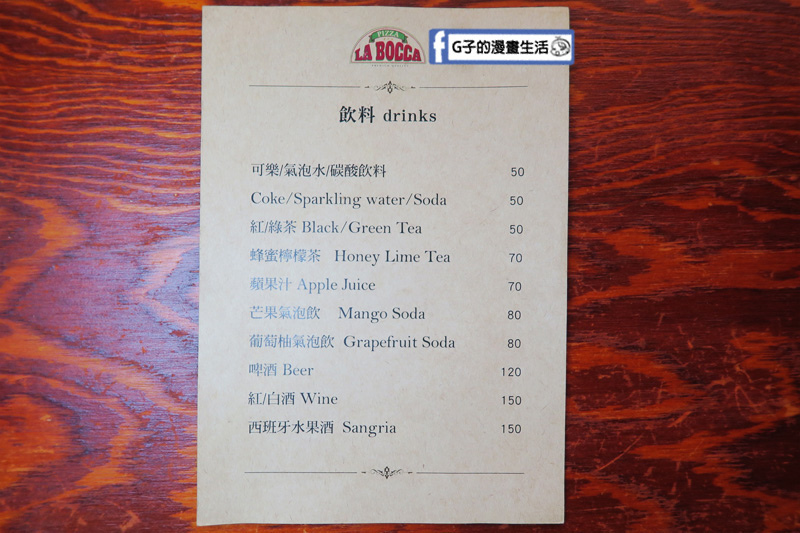 PIZZA
LA BOCCA
G子的漫畫生活
飲料 drinks
可樂/氣泡水/碳酸飲料 50
Coke/Sparkling water/Soda 50
紅/綠茶 Black/Green Tea 50
蜂蜜檸檬茶 Honey Lime Tea 70
蘋果汁 Apple Juice 70
芒果氣泡飲 Mango Soda 80
葡萄柚氣泡飲 Grapefruit Soda 80
啤酒 Beer 120
紅/白酒 Wine 150
西班牙水果酒 Sangria 150